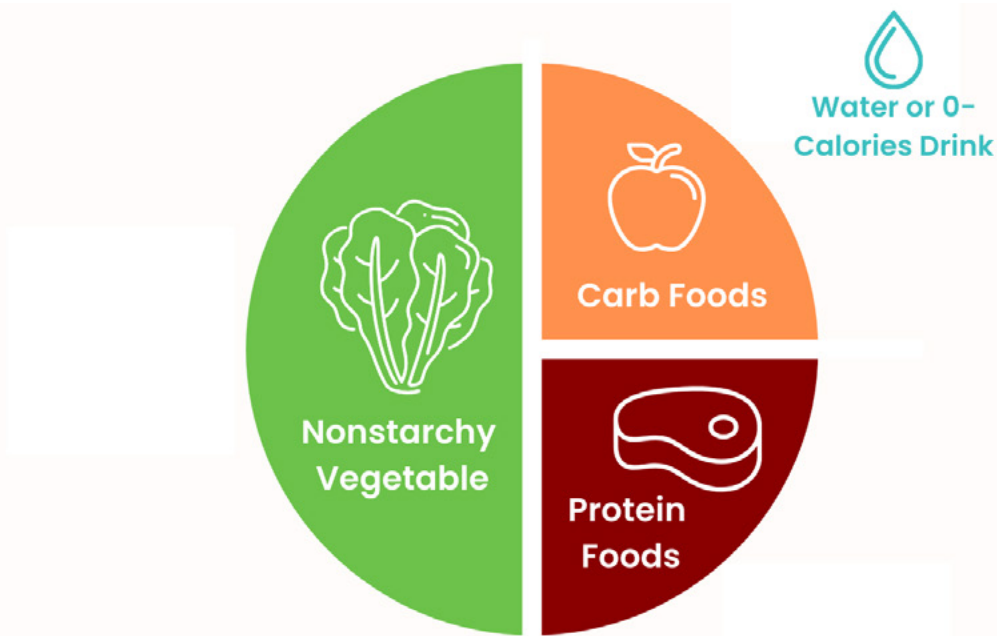 Water or 0-
Calories Drink
Carb Foods
Nonstarchy
Vegetable
Protein
Foods